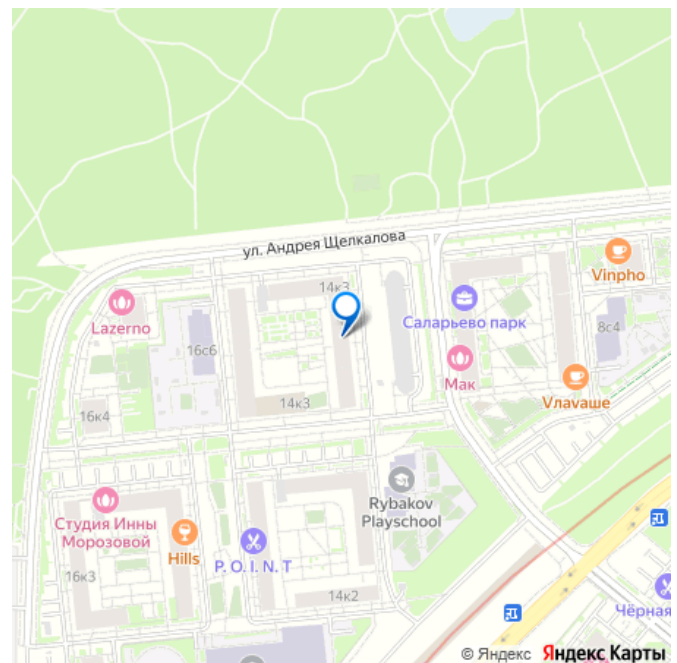 ул. Андрея Щелкалова
Vinpho
14к3
Lazerno
Саларьево парк
8с4
16с6
Мак
Vлаvаше
14к3
16к4
Rybakov
Playschool
Студия Инны
Морозовой
Hills
P. O. I. N. T
16к3
14к2
Чёрная
© Яндекс Яндекс Карты